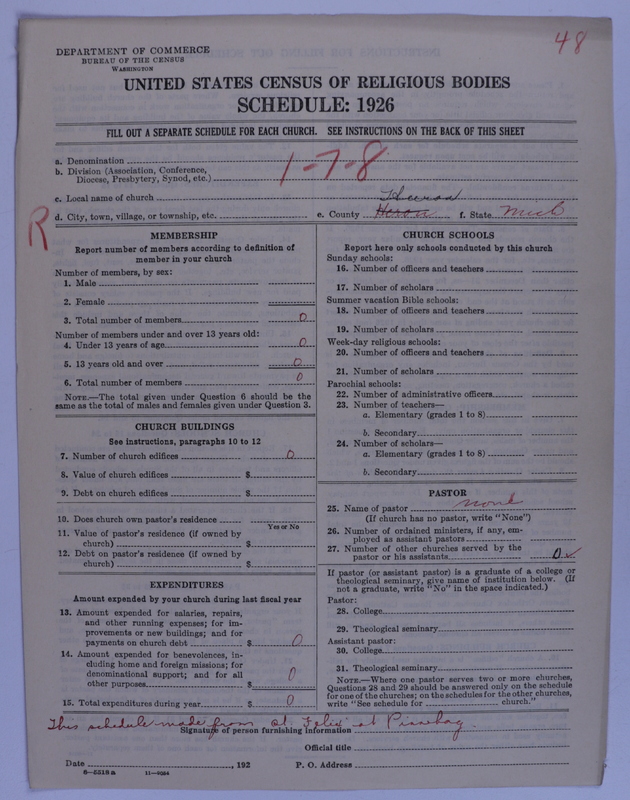 48
DEPARTMENT OF COMMERCE
BUREAU OF THE CENSUS
WASHINGTON
UNITED STATES CENSUS OF RELIGIOUS BODIES
SCHEDULE: 1926
FILL OUT A SEPARATE SCHEDULE FOR EACH CHURCH. SEE INSTRUCTIONS ON THE BACK OF THIS SHEET
a. Denomination
b. Division (Association, Conference,
Diocese, Presbytery, Synod, etc.)
1-7-8
c. Local name of church
Huron
d. City, town, village, or township, etc. e. County Heron f. State Mich
R
MEMBERSHIP
Report number of members according to definition of
member in your church
Number of members, by sex:
1. Male
2. Female
3. Total number of members 0
Number of members under and over 13 years old:
4. Under 13 years of age 0
5. 13 years old and over 0
6. Total number of members 0
NOTE.—The total given under Question 6 should be the
same as the total of males and females given under Question 3.
CHURCH BUILDINGS
See instructions, paragraphs 10 to 12
7. Number of church edifices 0
8. Value of church edifices $
9. Debt on church edifices $
10. Does church own pastor's residence
Yes or No
11. Value of pastor's residence (if owned by
church) $
12. Debt on pastor's residence (if owned by
church) $
EXPENDITURES
Amount expended by your church during last fiscal year
13. Amount expended for salaries, repairs,
and other running expenses; for im-
provements or new buildings; and for
payments on church debt $ 0
14. Amount expended for benevolences, in-
cluding home and foreign missions; for
denominational support; and for all
other purposes $ 0
15. Total expenditures during year $ 0
CHURCH SCHOOLS
Report here only schools conducted by this church
Sunday schools:
16. Number of officers and teachers
17. Number of scholars
Summer vacation Bible schools:
18. Number of officers and teachers
19. Number of scholars
Week-day religious schools:
20. Number of officers and teachers
21. Number of scholars
Parochial schools:
22. Number of administrative officers
23. Number of teachers—
a. Elementary (grades 1 to 8)
b. Secondary
24. Number of scholars—
a. Elementary (grades 1 to 8)
b. Secondary
PASTOR
25. Name of pastor none
(If church has no pastor, write "None")
26. Number of ordained ministers, if any, em-
ployed as assistant pastors
27. Number of other churches served by the
pastor or his assistants 0 ✓
If pastor (or assistant pastor) is a graduate of a college or
theological seminary, give name of institution below. (If
not a graduate, write "No" in the space indicated.)
Pastor:
28. College
29. Theological seminary
Assistant pastor:
30. College
31. Theological seminary
NOTE.—Where one pastor serves two or more churches,
Questions 28 and 29 should be answered only on the schedule
for one of the churches; on the schedules for the other churches,
write "See schedule for church."
This schedule made from St. Felix at Pinnebog.
Signature of person furnishing information
Official title
Date , 192 P. O. Address
6—5518a 11—9054